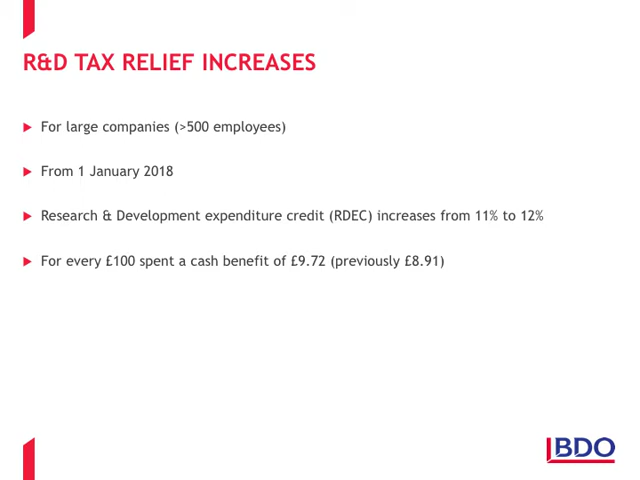 R&D TAX RELIEF INCREASES
► For large companies (>500 employees)
► From 1 January 2018
► Research & Development expenditure credit (RDEC) increases from 11% to 12%
► For every £100 spent a cash benefit of £9.72 (previously £8.91)
BDO